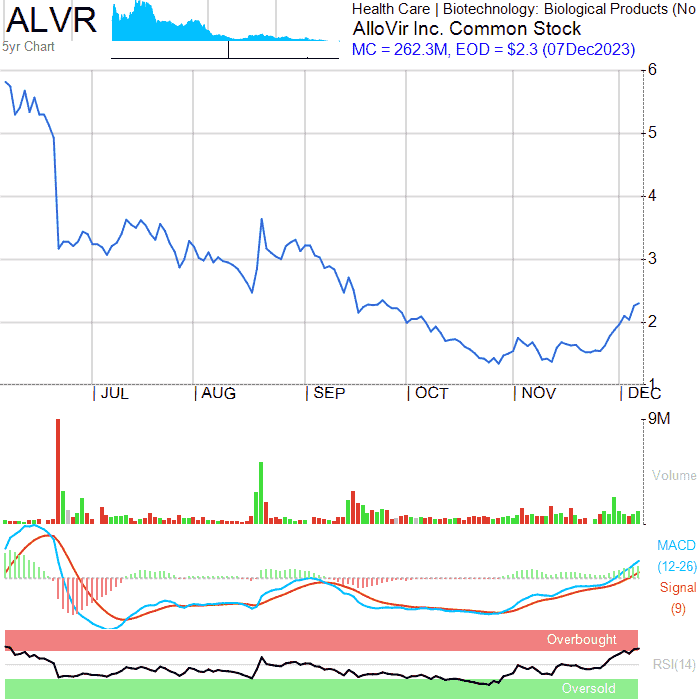 ALVR
5yr Chart
Health Care | Biotechnology: Biological Products (No
AlloVir Inc. Common Stock
MC = 262.3M, EOD = $2.3 (07Dec2023)
6
5
4
3
2
1
JUL AUG SEP OCT NOV DEC
9M
Volume
MACD
(12-26)
Signal
(9)
Overbought
RSI(14)
Oversold